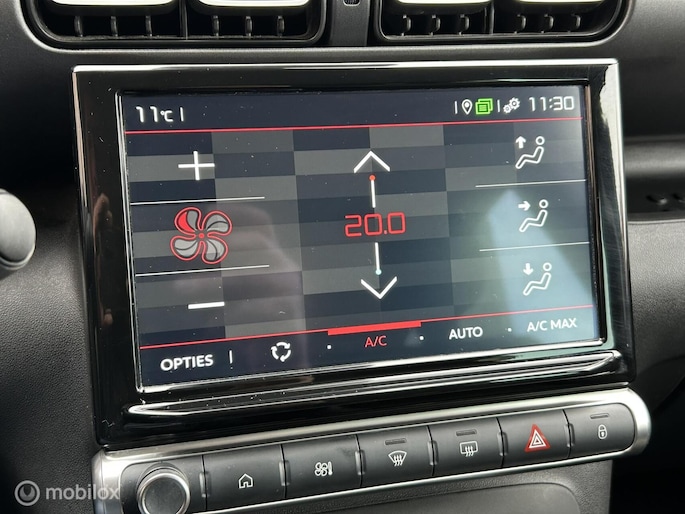 11°C
11:30
20.0
OPTIES
A/C
AUTO
A/C MAX
mobilox